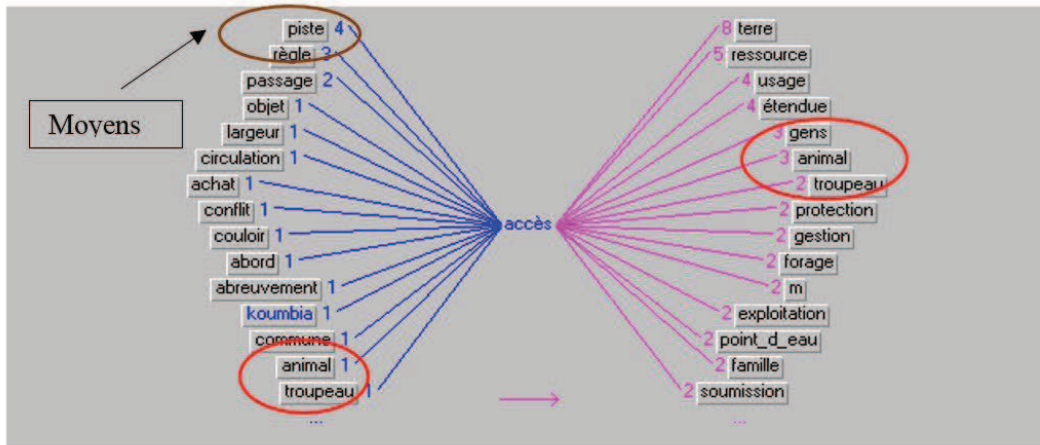 Moyens
piste 4
règle 3
passage 2
objet 1
largeur 1
circulation 1
achat 1
conflit 1
couloir 1
abord 1
abreuvement 1
koumbia 1
commune 1
animal 1
troupeau 1
...
accès
8 terre
5 ressource
4 usage
4 étendue
3 gens
3 animal
2 troupeau
2 protection
2 gestion
2 forage
2 m
2 exploitation
2 point_d_eau
2 famille
2 soumission
...